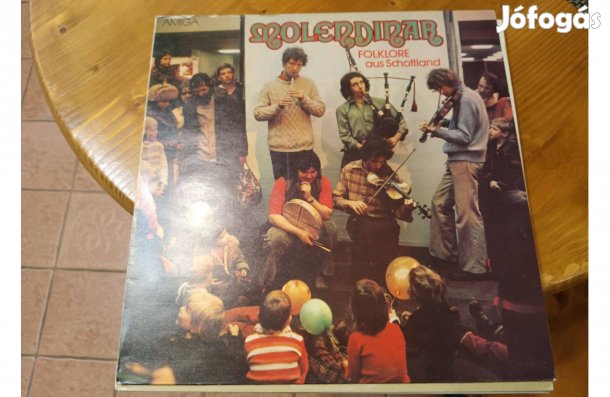 Jófogás
AMIGA
MOLENDINAR
FOLKLORE
aus Schottland